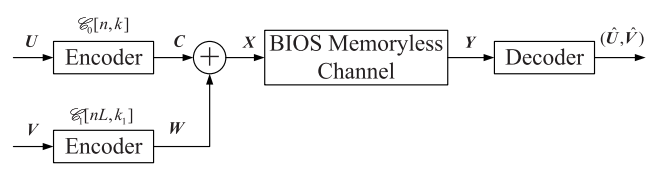 𝒞₀[n,k]
U Encoder C + X BIOS Memoryless Channel Y Decoder (Û,V̂)
𝒞₁[nL,k₁]
V Encoder W